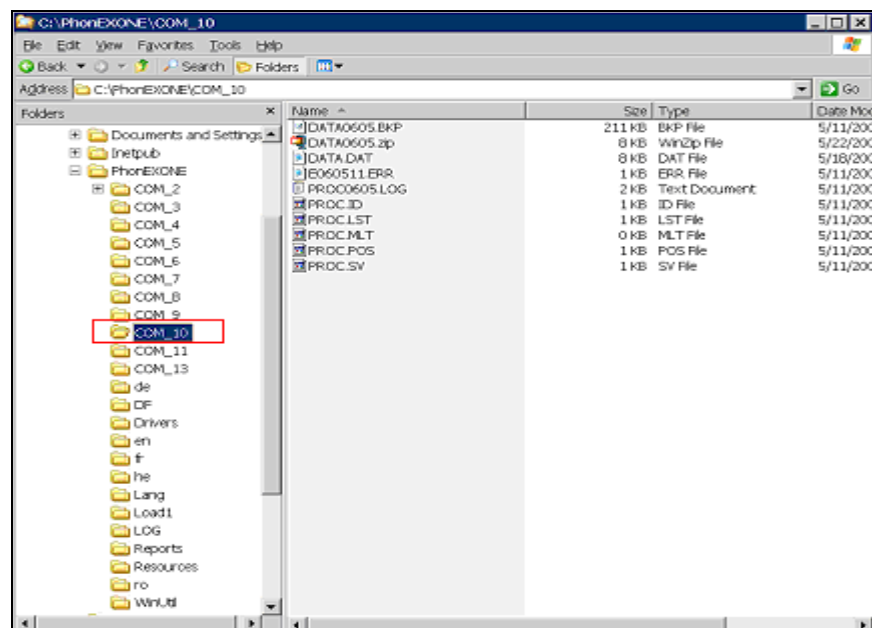 C:\PhonEXONE\COM_10
File Edit View Favorites Tools Help
Back Search Folders
Address C:\PhonEXONE\COM_10 Go
Folders
Documents and Settings
Inetpub
PhonEXONE
COM_2
COM_3
COM_4
COM_5
COM_6
COM_7
COM_8
COM_9
COM_10
COM_11
COM_13
de
DF
Drivers
en
fr
he
Lang
Load1
LOG
Reports
Resources
ro
WinUtil
Name Size Type Date Mo
DATA0605.BKP 211 KB BKP File 5/11/200
DATA0605.zip 8 KB WinZip File 5/22/200
DATA.DAT 8 KB DAT File 5/18/200
E060511.ERR 1 KB ERR File 5/11/200
PROC0605.LOG 2 KB Text Document 5/11/200
PROC.ID 1 KB ID File 5/11/200
PROC.LST 1 KB LST File 5/11/200
PROC.MLT 0 KB MLT File 5/11/200
PROC.POS 1 KB POS File 5/11/200
PROC.SV 1 KB SV File 5/11/200